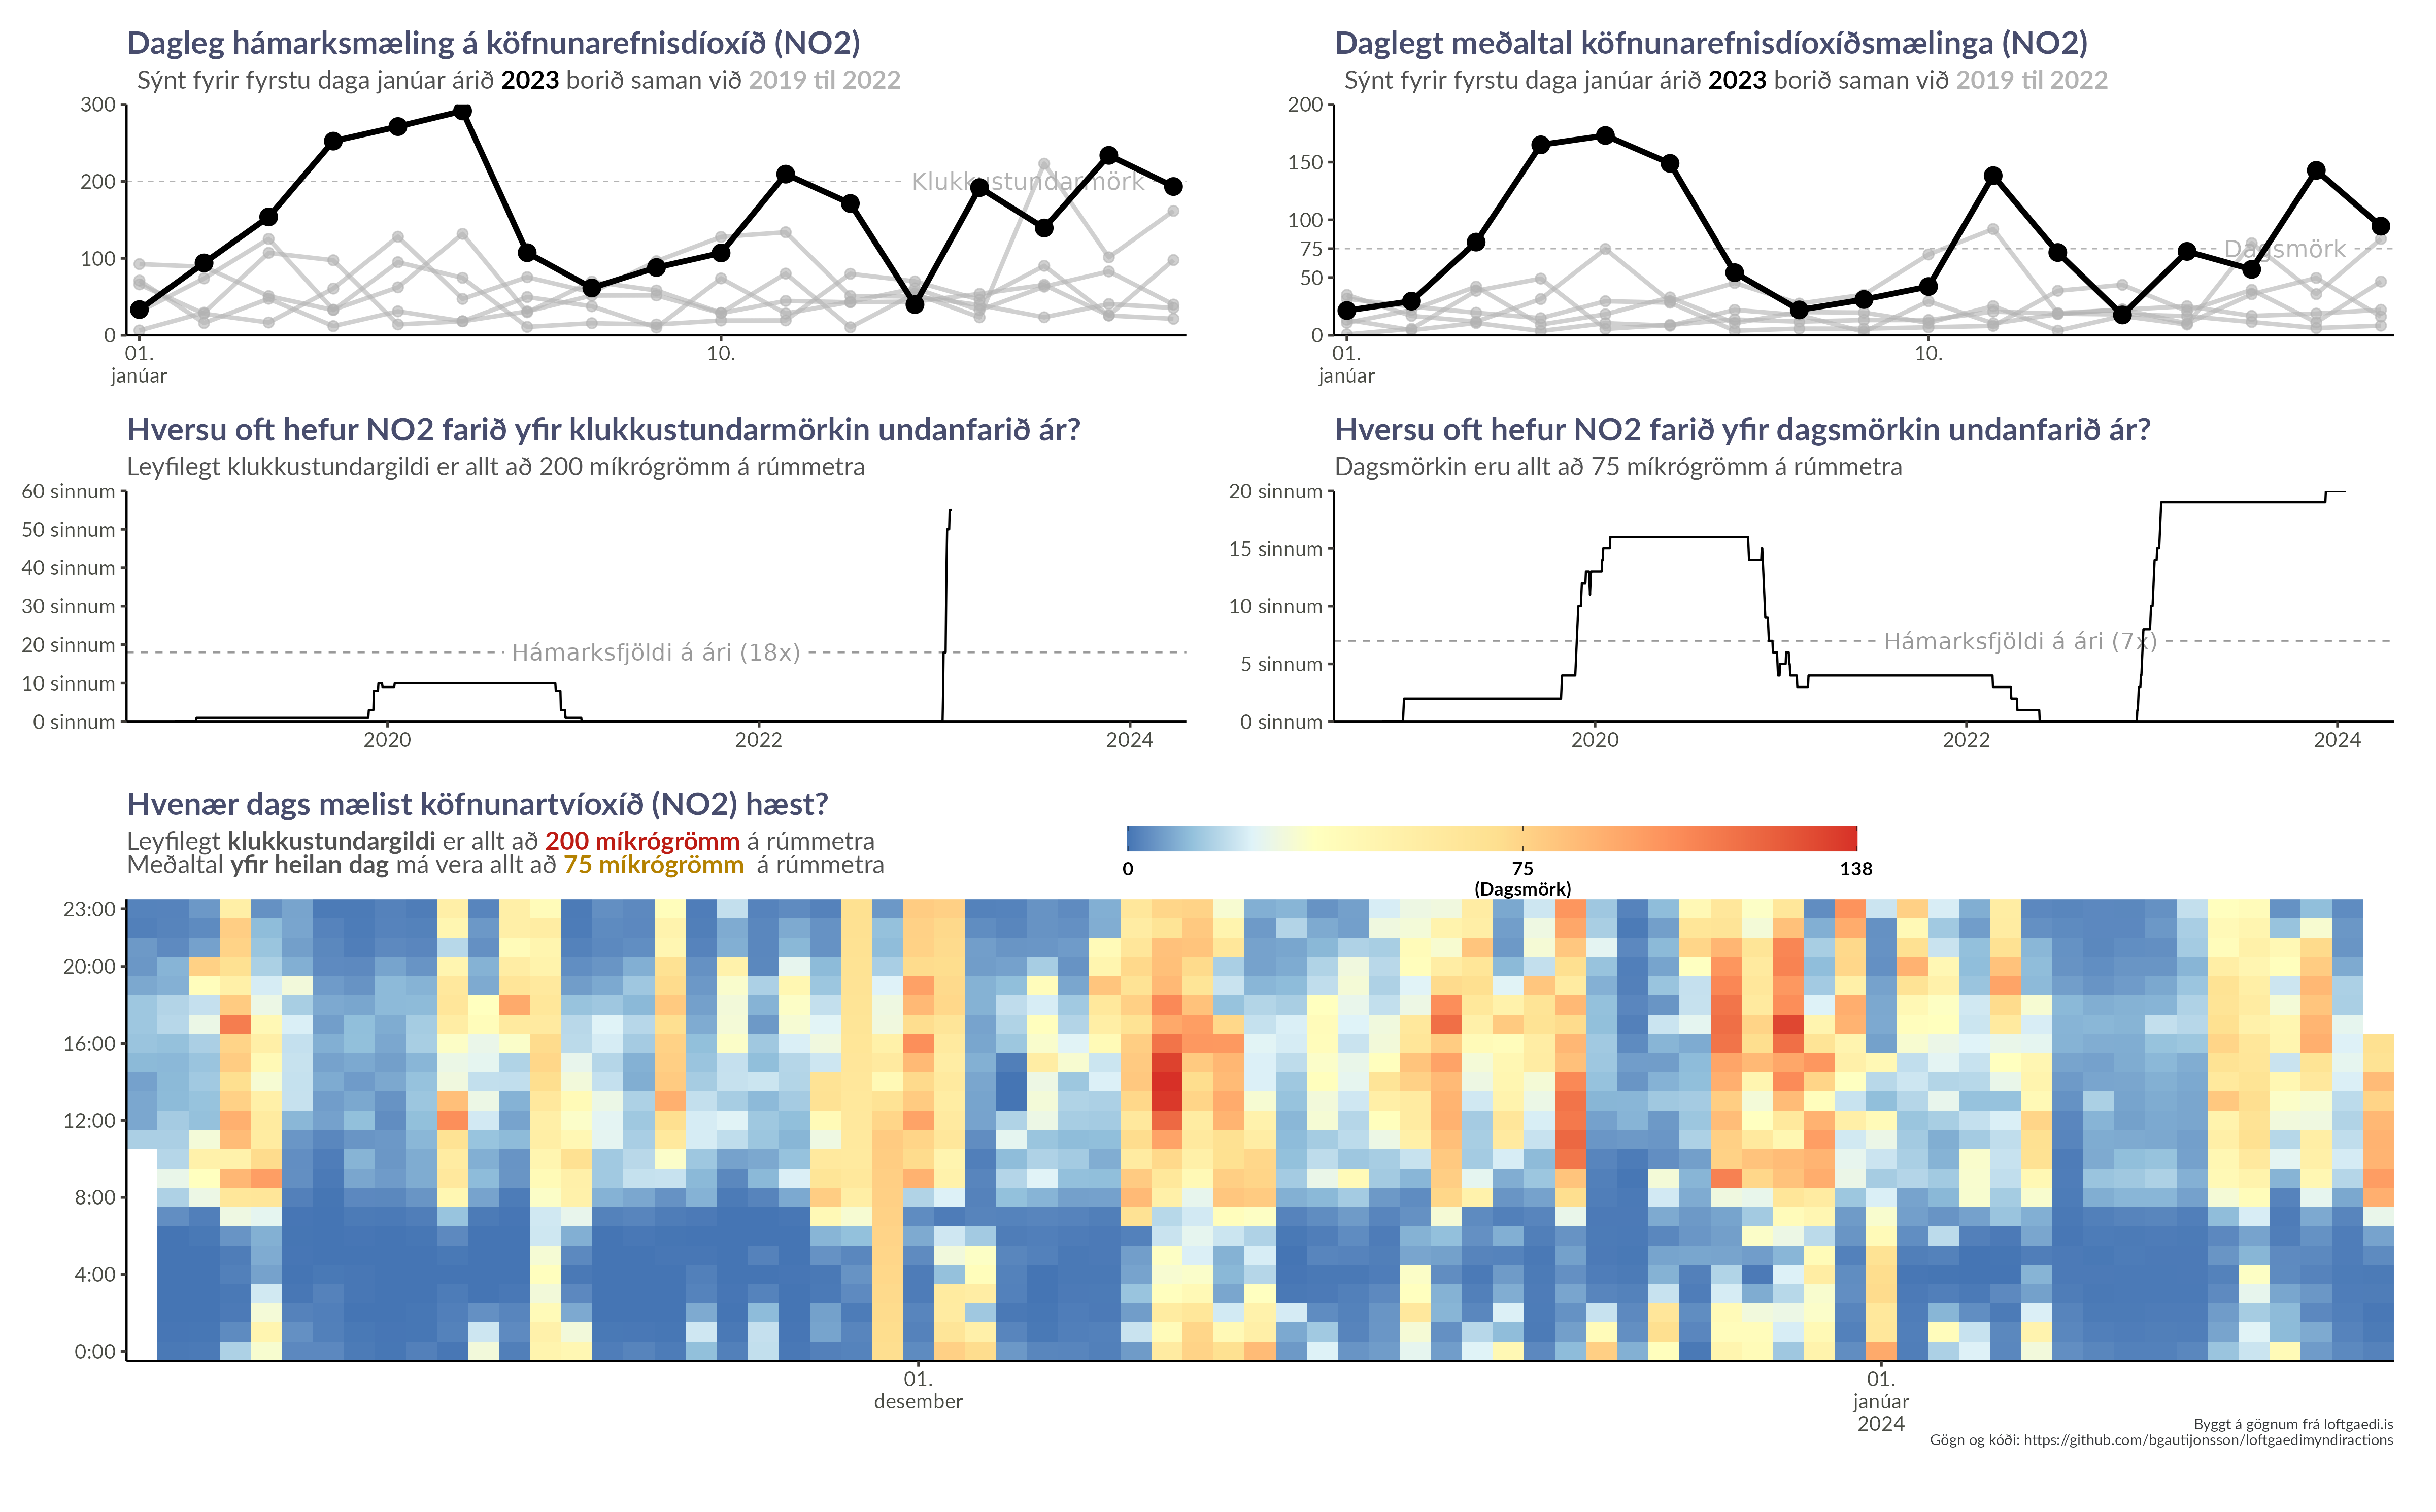 Dagleg hámarksmæling á köfnunarefnisdíoxíð (NO2)
Sýnt fyrir fyrstu daga janúar árið 2023 borið saman við 2019 til 2022
300
200
100
0
Klukkustundarmörk
01.
janúar
10.
Daglegt meðaltal köfnunarefnisdíoxíðsmælinga (NO2)
Sýnt fyrir fyrstu daga janúar árið 2023 borið saman við 2019 til 2022
200
150
100
75
50
0
Dagsmörk
01.
janúar
10.
Hversu oft hefur NO2 farið yfir klukkustundarmörkin undanfarið ár?
Leyfilegt klukkustundargildi er allt að 200 míkrógrömm á rúmmetra
60 sinnum
50 sinnum
40 sinnum
30 sinnum
20 sinnum
10 sinnum
0 sinnum
Hámarksfjöldi á ári (18x)
2020
2022
2024
Hversu oft hefur NO2 farið yfir dagsmörkin undanfarið ár?
Dagsmörkin eru allt að 75 míkrógrömm á rúmmetra
20 sinnum
15 sinnum
10 sinnum
5 sinnum
0 sinnum
Hámarksfjöldi á ári (7x)
2020
2022
2024
Hvenær dags mælist köfnunartvíoxíð (NO2) hæst?
Leyfilegt klukkustundargildi er allt að 200 míkrógrömm á rúmmetra
Meðaltal yfir heilan dag má vera allt að 75 míkrógrömm á rúmmetra
0
75
(Dagsmörk)
138
23:00
20:00
16:00
12:00
8:00
4:00
0:00
01.
desember
01.
janúar
2024
Byggt á gögnum frá loftgaedi.is
Gögn og kóði: https://github.com/bgautijonsson/loftgaedimyndiractions